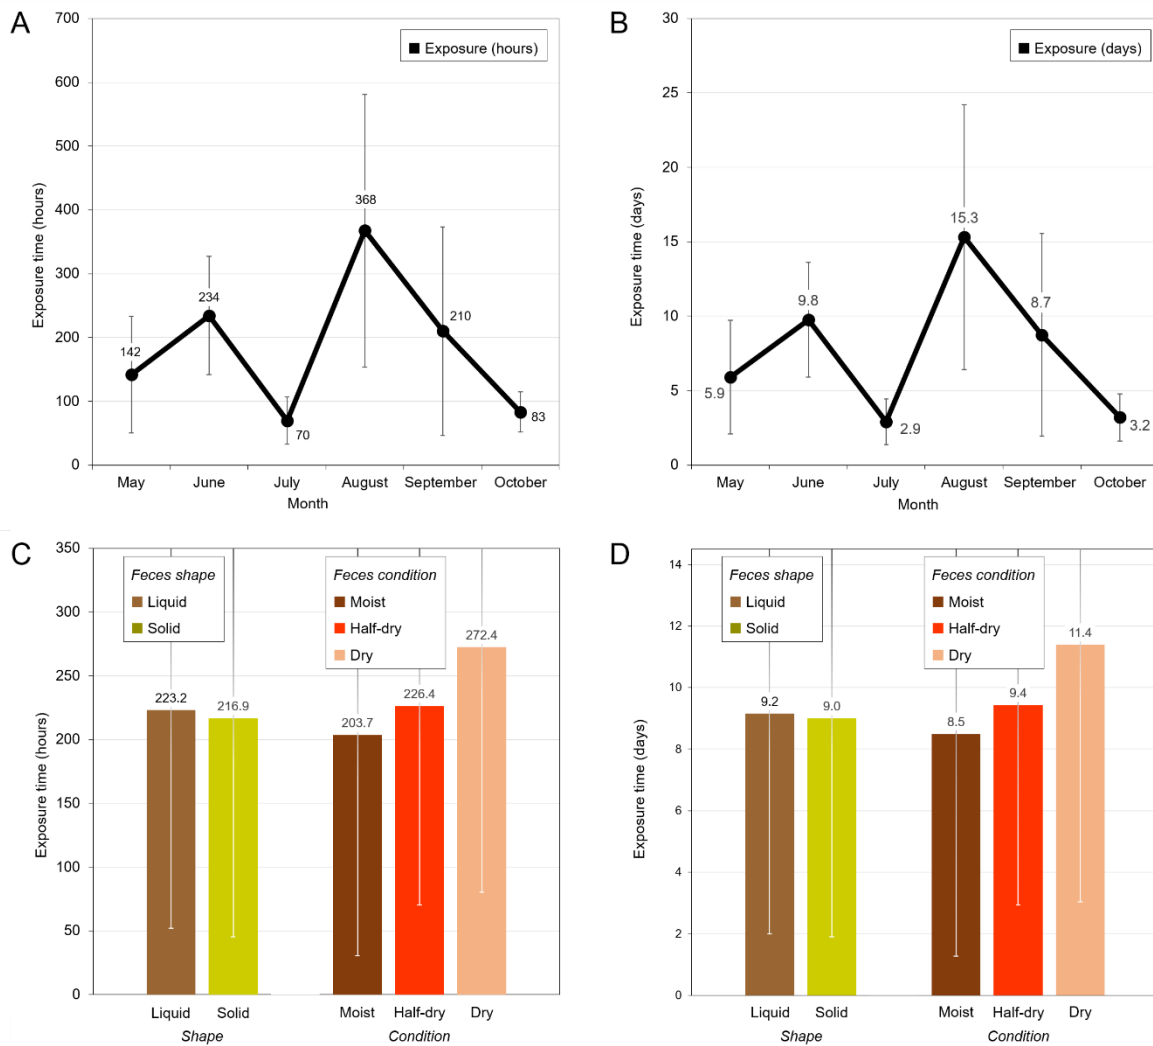 A
700
600
500
400
300
200
100
0
Exposure time (hours)
Exposure (hours)
142
234
70
368
210
83
May June July August September October
Month
B
30
25
20
15
10
5
0
Exposure time (days)
Exposure (days)
5.9
9.8
2.9
15.3
8.7
3.2
May June July August September October
Month
C
350
300
250
200
150
100
50
0
Exposure time (hours)
Feces shape
Liquid
Solid
Feces condition
Moist
Half-dry
Dry
223.2
216.9
203.7
226.4
272.4
Liquid Solid Moist Half-dry Dry
Shape Condition
D
14
12
10
8
6
4
2
0
Exposure time (days)
Feces shape
Liquid
Solid
Feces condition
Moist
Half-dry
Dry
9.2
9.0
8.5
9.4
11.4
Liquid Solid Moist Half-dry Dry
Shape Condition